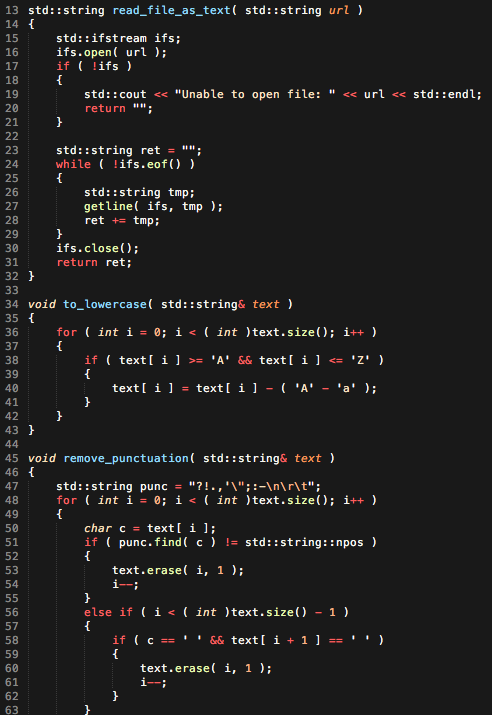 13 std::string read_file_as_text( std::string url )
14 {
15     std::ifstream ifs;
16     ifs.open( url );
17     if ( !ifs )
18     {
19         std::cout << "Unable to open file: " << url << std::endl;
20         return "";
21     }
22
23     std::string ret = "";
24     while ( !ifs.eof() )
25     {
26         std::string tmp;
27         getline( ifs, tmp );
28         ret += tmp;
29     }
30     ifs.close();
31     return ret;
32 }
33
34 void to_lowercase( std::string& text )
35 {
36     for ( int i = 0; i < ( int )text.size(); i++ )
37     {
38         if ( text[ i ] >= 'A' && text[ i ] <= 'Z' )
39         {
40             text[ i ] = text[ i ] - ( 'A' - 'a' );
41         }
42     }
43 }
44
45 void remove_punctuation( std::string& text )
46 {
47     std::string punc = "?!.,'\";:-\n\r\t";
48     for ( int i = 0; i < ( int )text.size(); i++ )
49     {
50         char c = text[ i ];
51         if ( punc.find( c ) != std::string::npos )
52         {
53             text.erase( i, 1 );
54             i--;
55         }
56         else if ( i < ( int )text.size() - 1 )
57         {
58             if ( c == ' ' && text[ i + 1 ] == ' ' )
59             {
60                 text.erase( i, 1 );
61                 i--;
62             }
63         }